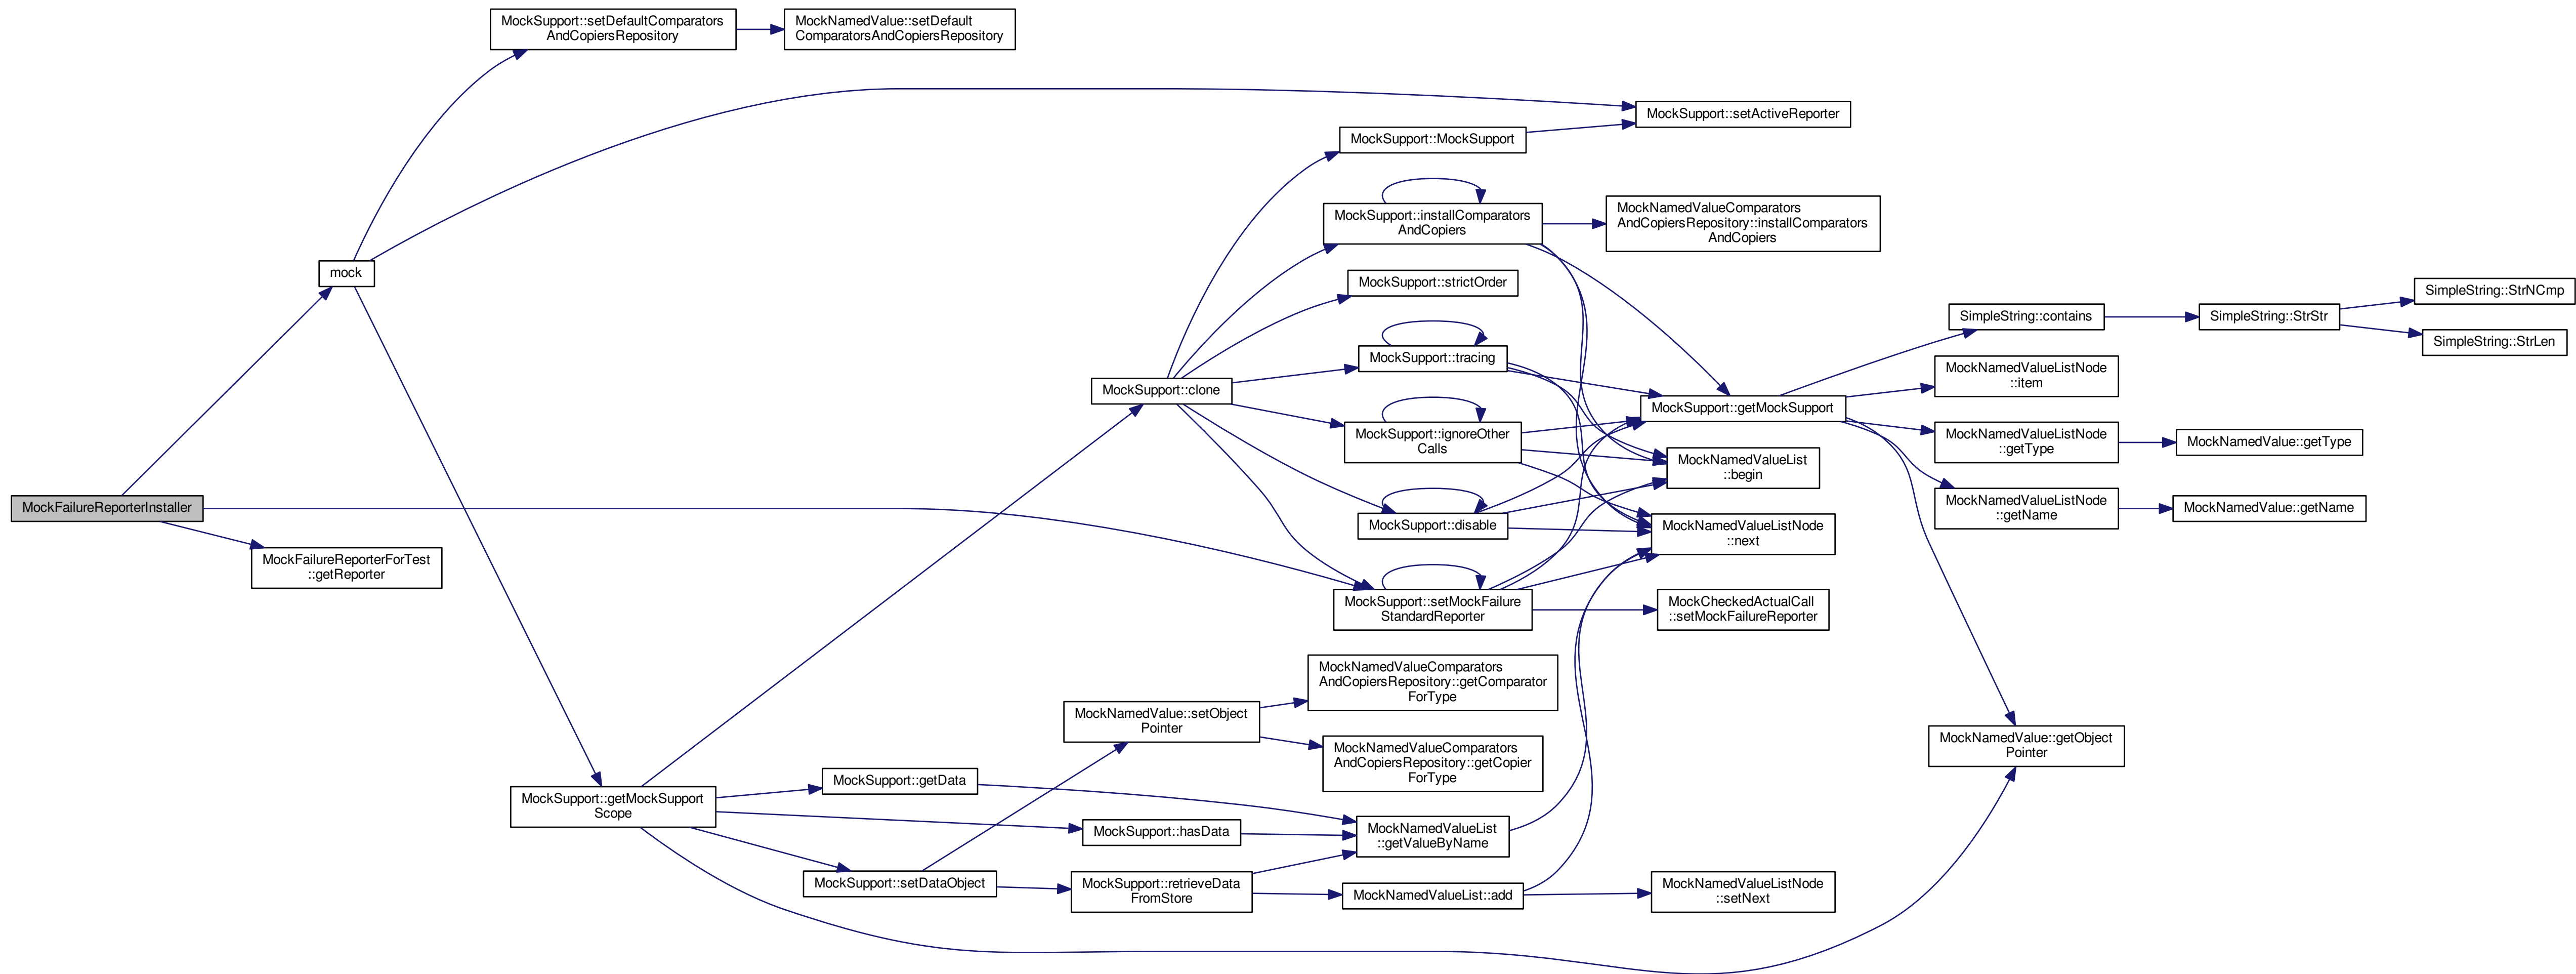 MockSupport::setDefaultComparators
AndCopiersRepository
MockNamedValue::setDefault
ComparatorsAndCopiersRepository
MockSupport::setActiveReporter
MockSupport::MockSupport
MockSupport::installComparators
AndCopiers
MockNamedValueComparators
AndCopiersRepository::installComparators
AndCopiers
mock
MockSupport::strictOrder
SimpleString::contains
SimpleString::StrStr
SimpleString::StrNCmp
SimpleString::StrLen
MockSupport::tracing
MockSupport::clone
MockSupport::getMockSupport
MockNamedValueListNode
::item
MockSupport::ignoreOther
Calls
MockNamedValueListNode
::getType
MockNamedValue::getType
MockNamedValueList
::begin
MockNamedValueListNode
::getName
MockNamedValue::getName
MockFailureReporterInstaller
MockSupport::disable
MockNamedValueListNode
::next
MockFailureReporterForTest
::getReporter
MockSupport::setMockFailure
StandardReporter
MockCheckedActualCall
::setMockFailureReporter
MockNamedValueComparators
AndCopiersRepository::getComparator
ForType
MockNamedValue::setObject
Pointer
MockNamedValueComparators
AndCopiersRepository::getCopier
ForType
MockNamedValue::getObject
Pointer
MockSupport::getMockSupport
Scope
MockSupport::getData
MockSupport::hasData
MockNamedValueList
::getValueByName
MockSupport::setDataObject
MockSupport::retrieveData
FromStore
MockNamedValueList::add
MockNamedValueListNode
::setNext